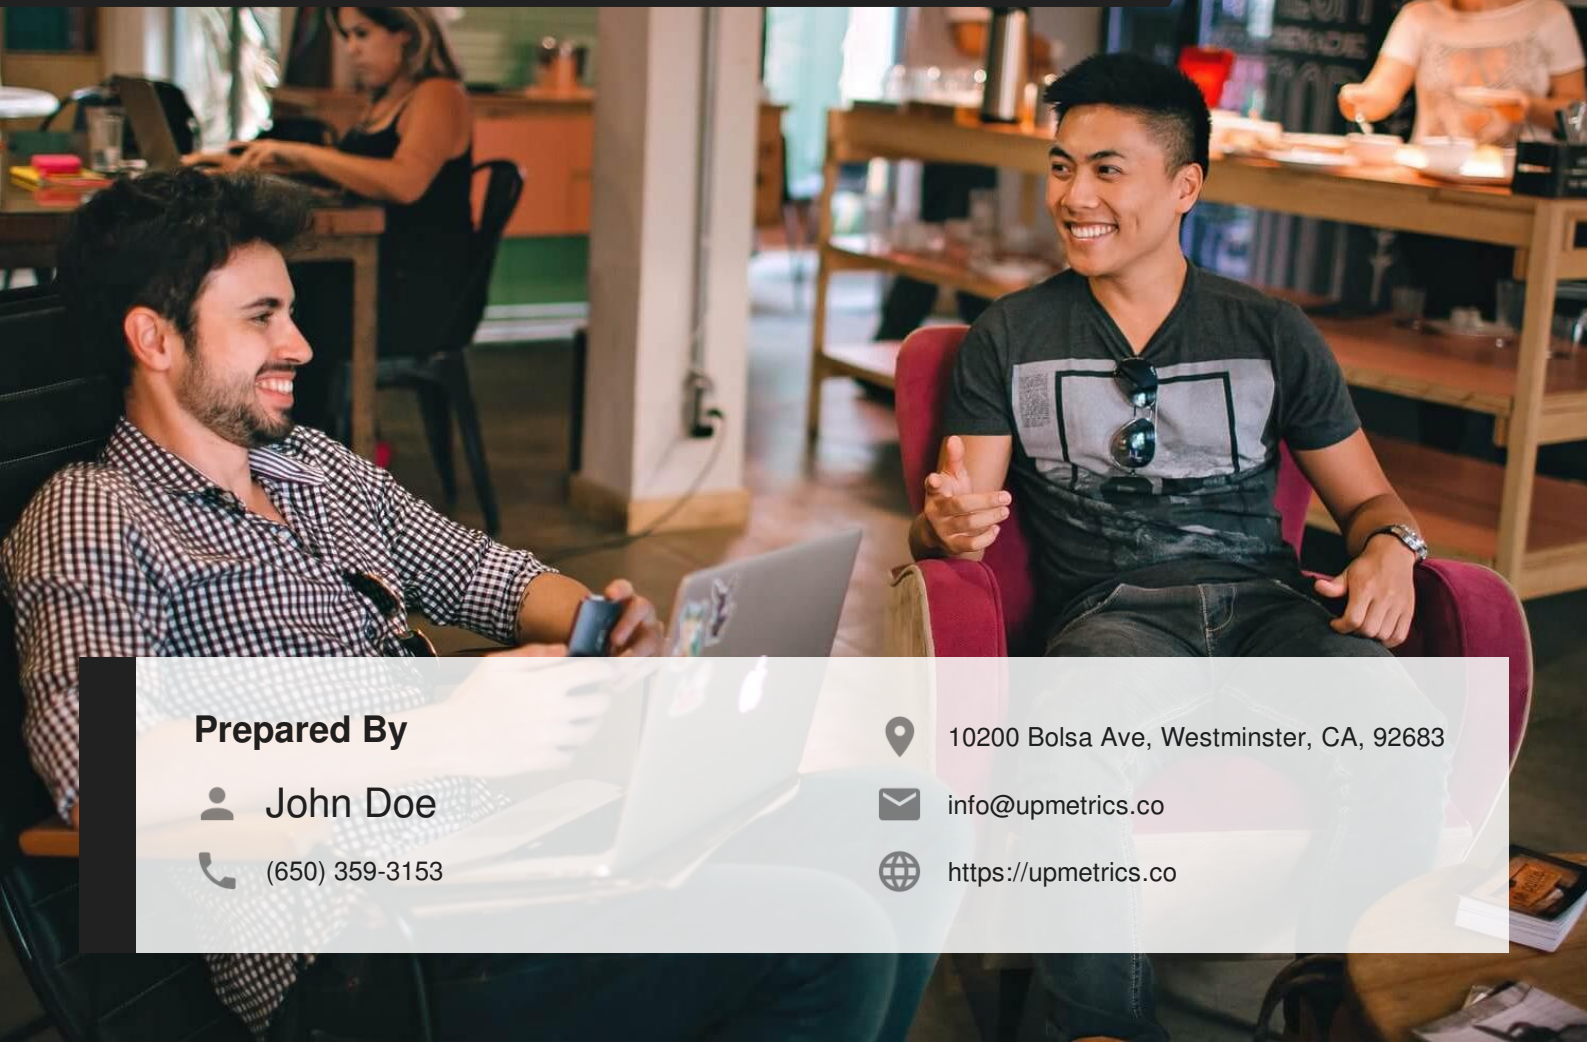 Prepared By
John Doe
(650) 359-3153
10200 Bolsa Ave, Westminster, CA, 92683
info@upmetrics.co
https://upmetrics.co